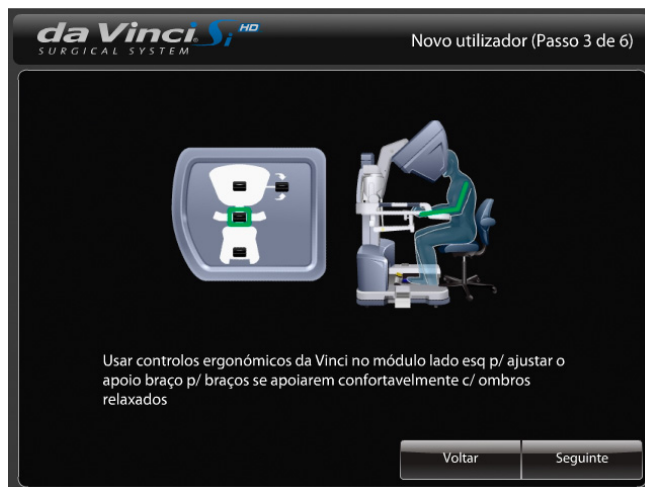 da Vinci. Si HD
SURGICAL SYSTEM
Novo utilizador (Passo 3 de 6)
Usar controlos ergonómicos da Vinci no módulo lado esq p/ ajustar o
apoio braço p/ braços se apoiarem confortavelmente c/ ombros
relaxados
Voltar
Seguinte